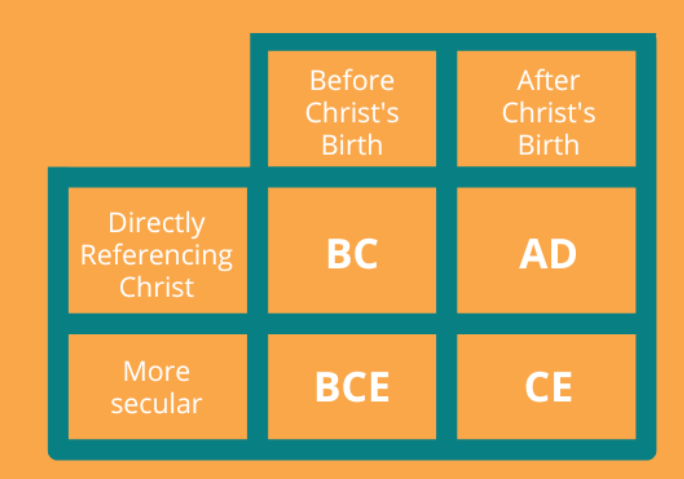 Before
Christ's
Birth
After
Christ's
Birth
Directly
Referencing
Christ
BC
AD
More
secular
BCE
CE